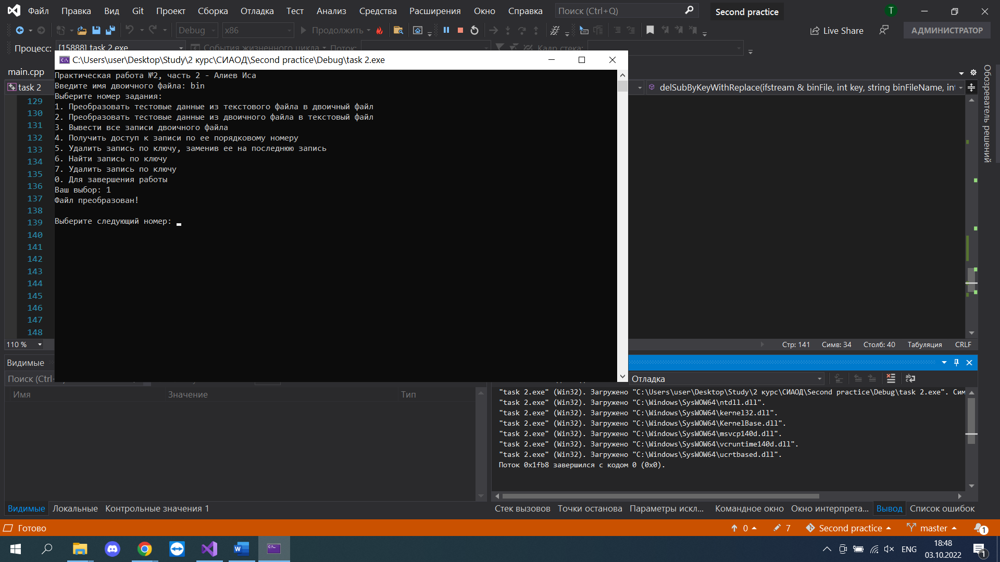 Файл Правка Вид Git Проект Сборка Отладка Тест Анализ Средства Расширения Окно Справка Поиск (Ctrl+Q) Second practice T
Debug x86 Продолжить Live Share АДМИНИСТРАТОР
Процесс: [15888] task 2.exe События жизненного цикла Поток: Кадр стека:
C:\Users\user\Desktop\Study\2 курс\СИАОД\Second practice\Debug\task 2.exe
main.cpp
task 2
delSubByKeyWithReplace(ifstream & binFile, int key, string binFileName, int
Обозреватель решений
129
130
131
132
133
134
135
136
137
138
139
140
141
142
143
144
145
146
147
148
Практическая работа №2, часть 2 - Алиев Иса
Введите имя двоичного файла: bin
Выберите номер задания:
1. Преобразовать тестовые данные из текстового файла в двоичный файл
2. Преобразовать тестовые данные из двоичного файла в текстовый файл
3. Вывести все записи двоичного файла
4. Получить доступ к записи по ее порядковому номеру
5. Удалить запись по ключу, заменив ее на последнюю запись
6. Найти запись по ключу
7. Удалить запись по ключу
0. Для завершения работы
Ваш выбор: 1
Файл преобразован!
Выберите следующий номер:
110 % Стр: 141 Симв: 34 Столб: 40 Табуляция CRLF
Видимые
Поиск (Ctrl+
Имя Значение Тип
Отладка
"task 2.exe" (Win32). Загружено "C:\Users\user\Desktop\Study\2 курс\СИАОД\Second practice\Debug\task 2.exe". Сим
"task 2.exe" (Win32). Загружено "C:\Windows\SysWOW64\ntdll.dll".
"task 2.exe" (Win32). Загружено "C:\Windows\SysWOW64\kernel32.dll".
"task 2.exe" (Win32). Загружено "C:\Windows\SysWOW64\KernelBase.dll".
"task 2.exe" (Win32). Загружено "C:\Windows\SysWOW64\msvcp140d.dll".
"task 2.exe" (Win32). Загружено "C:\Windows\SysWOW64\vcruntime140d.dll".
"task 2.exe" (Win32). Загружено "C:\Windows\SysWOW64\ucrtbased.dll".
Поток 0x1fb8 завершился с кодом 0 (0x0).
Видимые Локальные Контрольные значения 1
Стек вызовов Точки останова Параметры искл... Командное окно Окно интерпрета... Вывод Список ошибок
Готово 0 7 Second practice master 1
ENG 18:48
03.10.2022 1